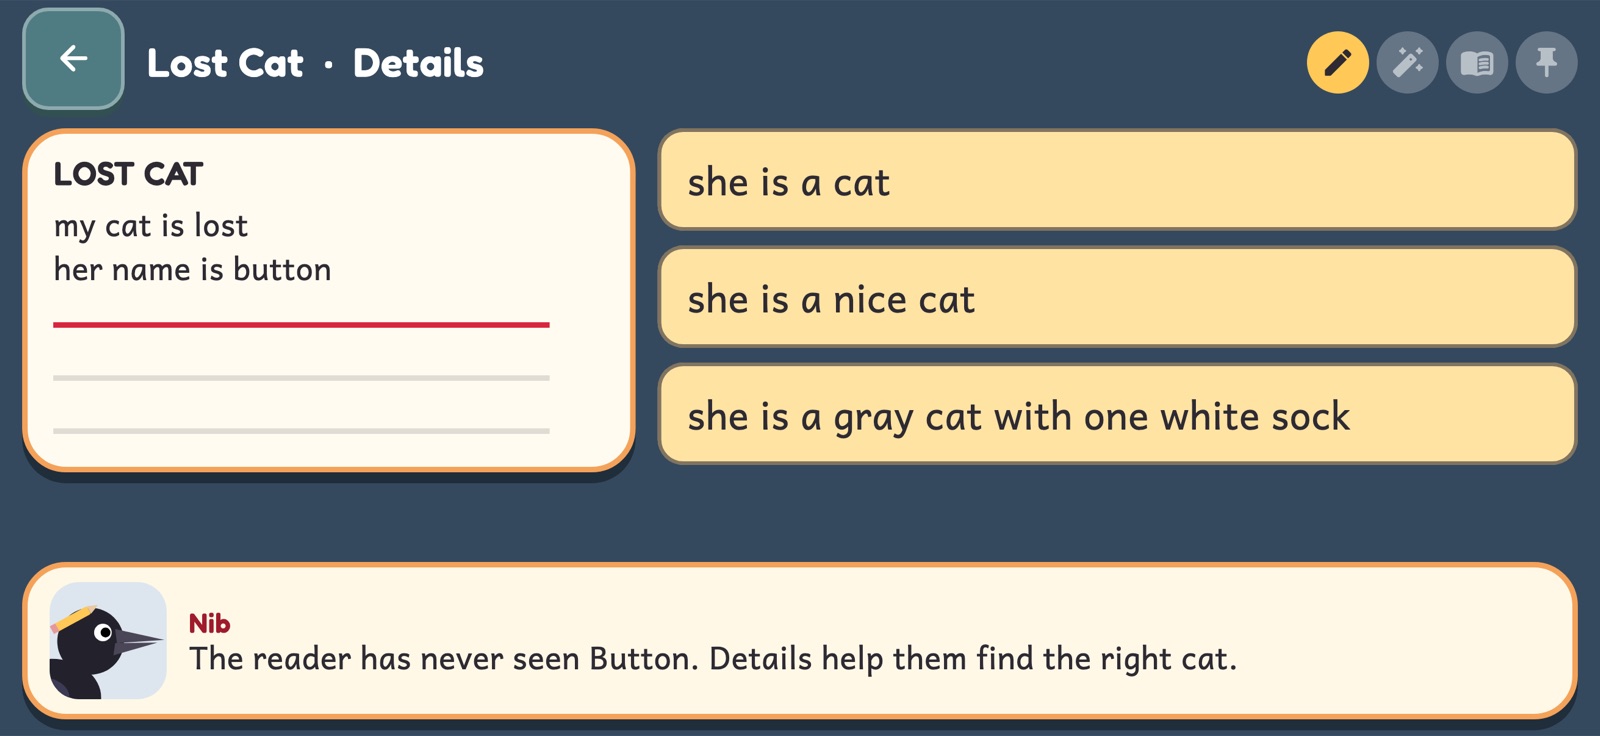 Lost Cat · Details
LOST CAT
my cat is lost
her name is button
she is a cat
she is a nice cat
she is a gray cat with one white sock
Nib
The reader has never seen Button. Details help them find the right cat.